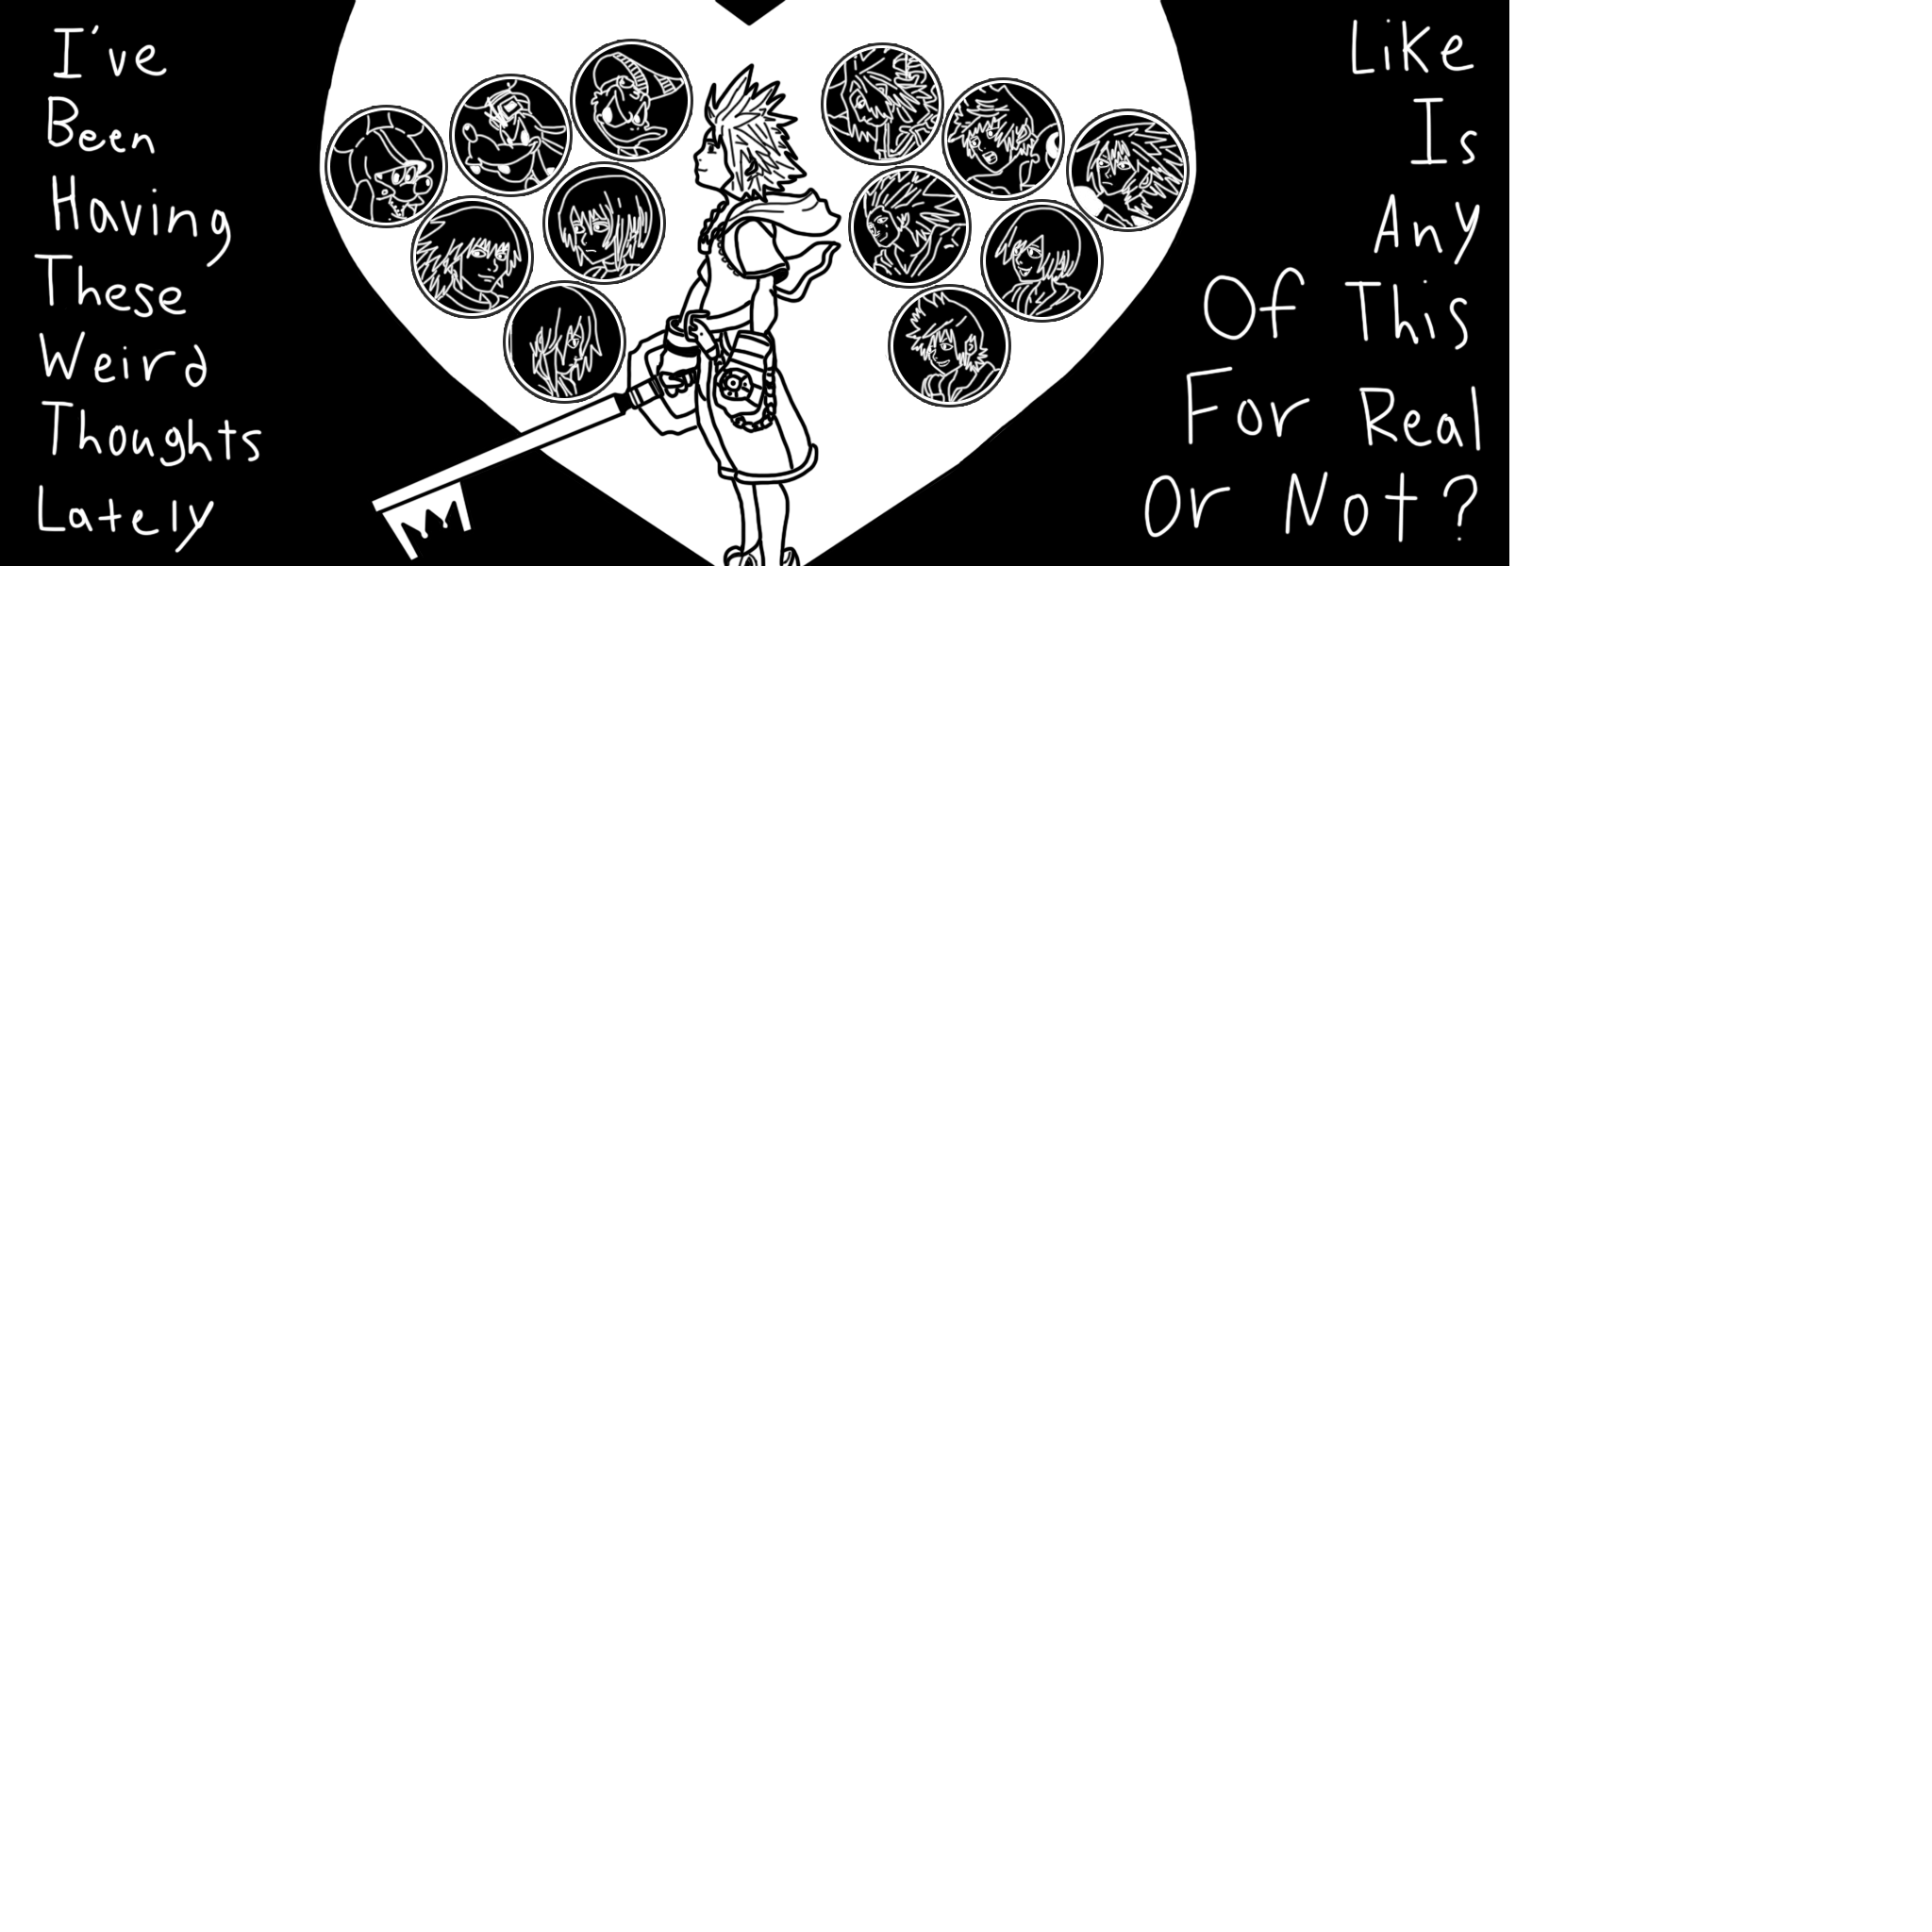 I've
Been
Having
These
Weird
Thoughts
Lately
Like
Is
Any
Of This
For Real
Or Not?